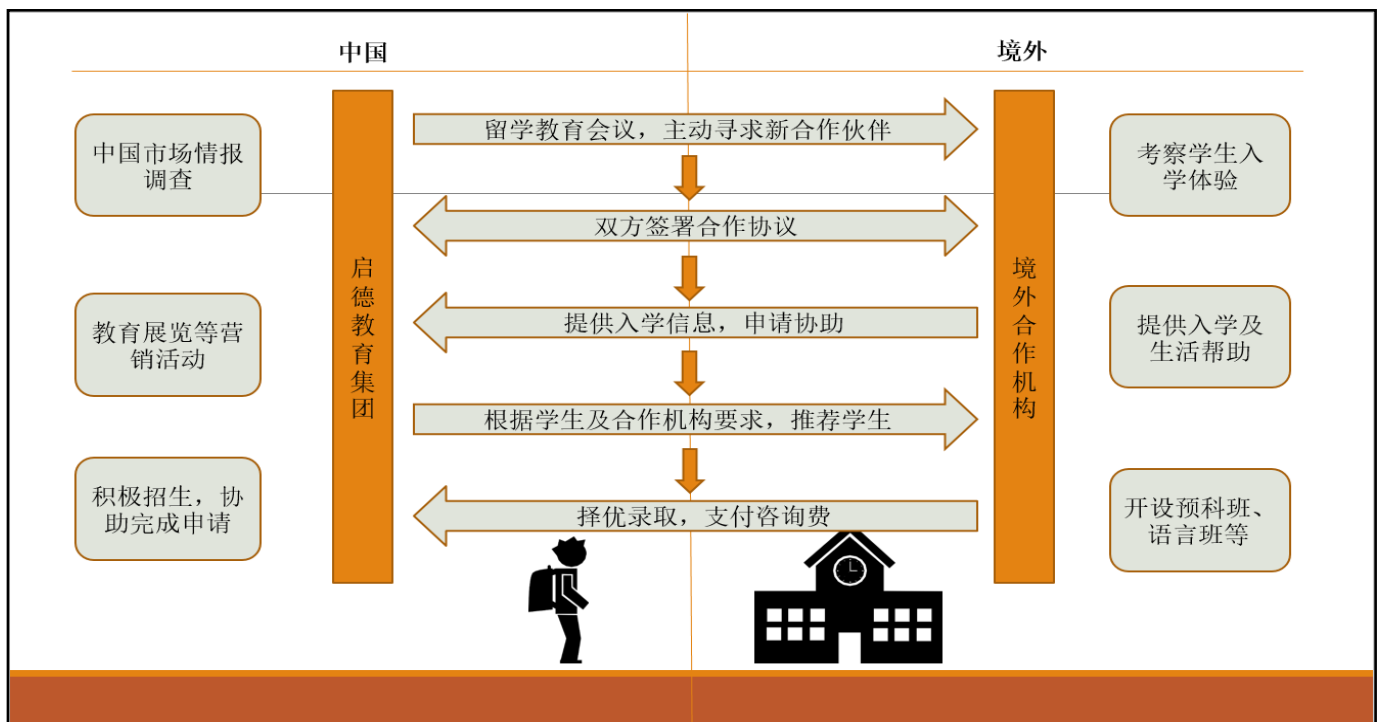 中国
境外
中国市场情报
调查
教育展览等营
销活动
积极招生，协
助完成申请
启德教育集团
留学教育会议，主动寻求新合作伙伴
双方签署合作协议
提供入学信息，申请协助
根据学生及合作机构要求，推荐学生
择优录取，支付咨询费
境外合作机构
考察学生入
学体验
提供入学及
生活帮助
开设预科班、
语言班等